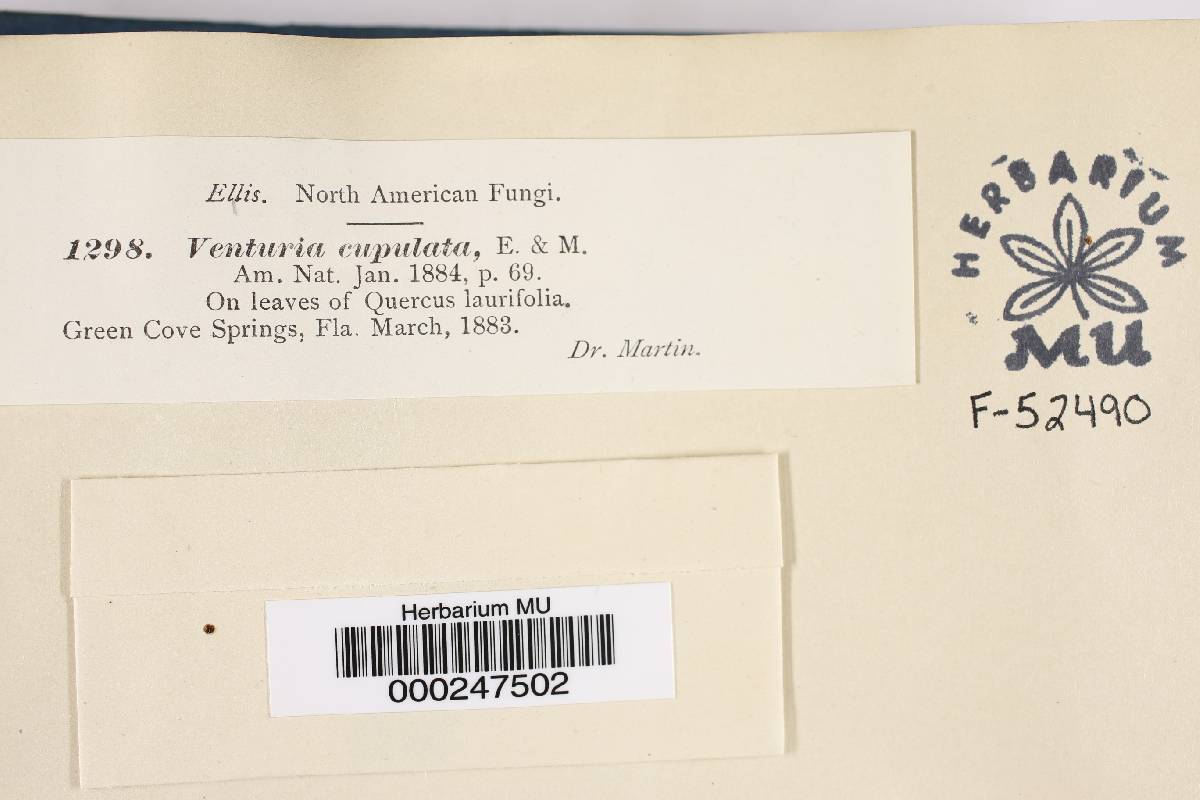 Ellis. North American Fungi.
1298. Venturia cupulata, E. & M.
Am. Nat. Jan. 1884, p. 69.
On leaves of Quercus laurifolia.
Green Cove Springs, Fla. March, 1883.
Dr. Martin.
HERBARIUM
MU
F-52490
Herbarium MU
000247502